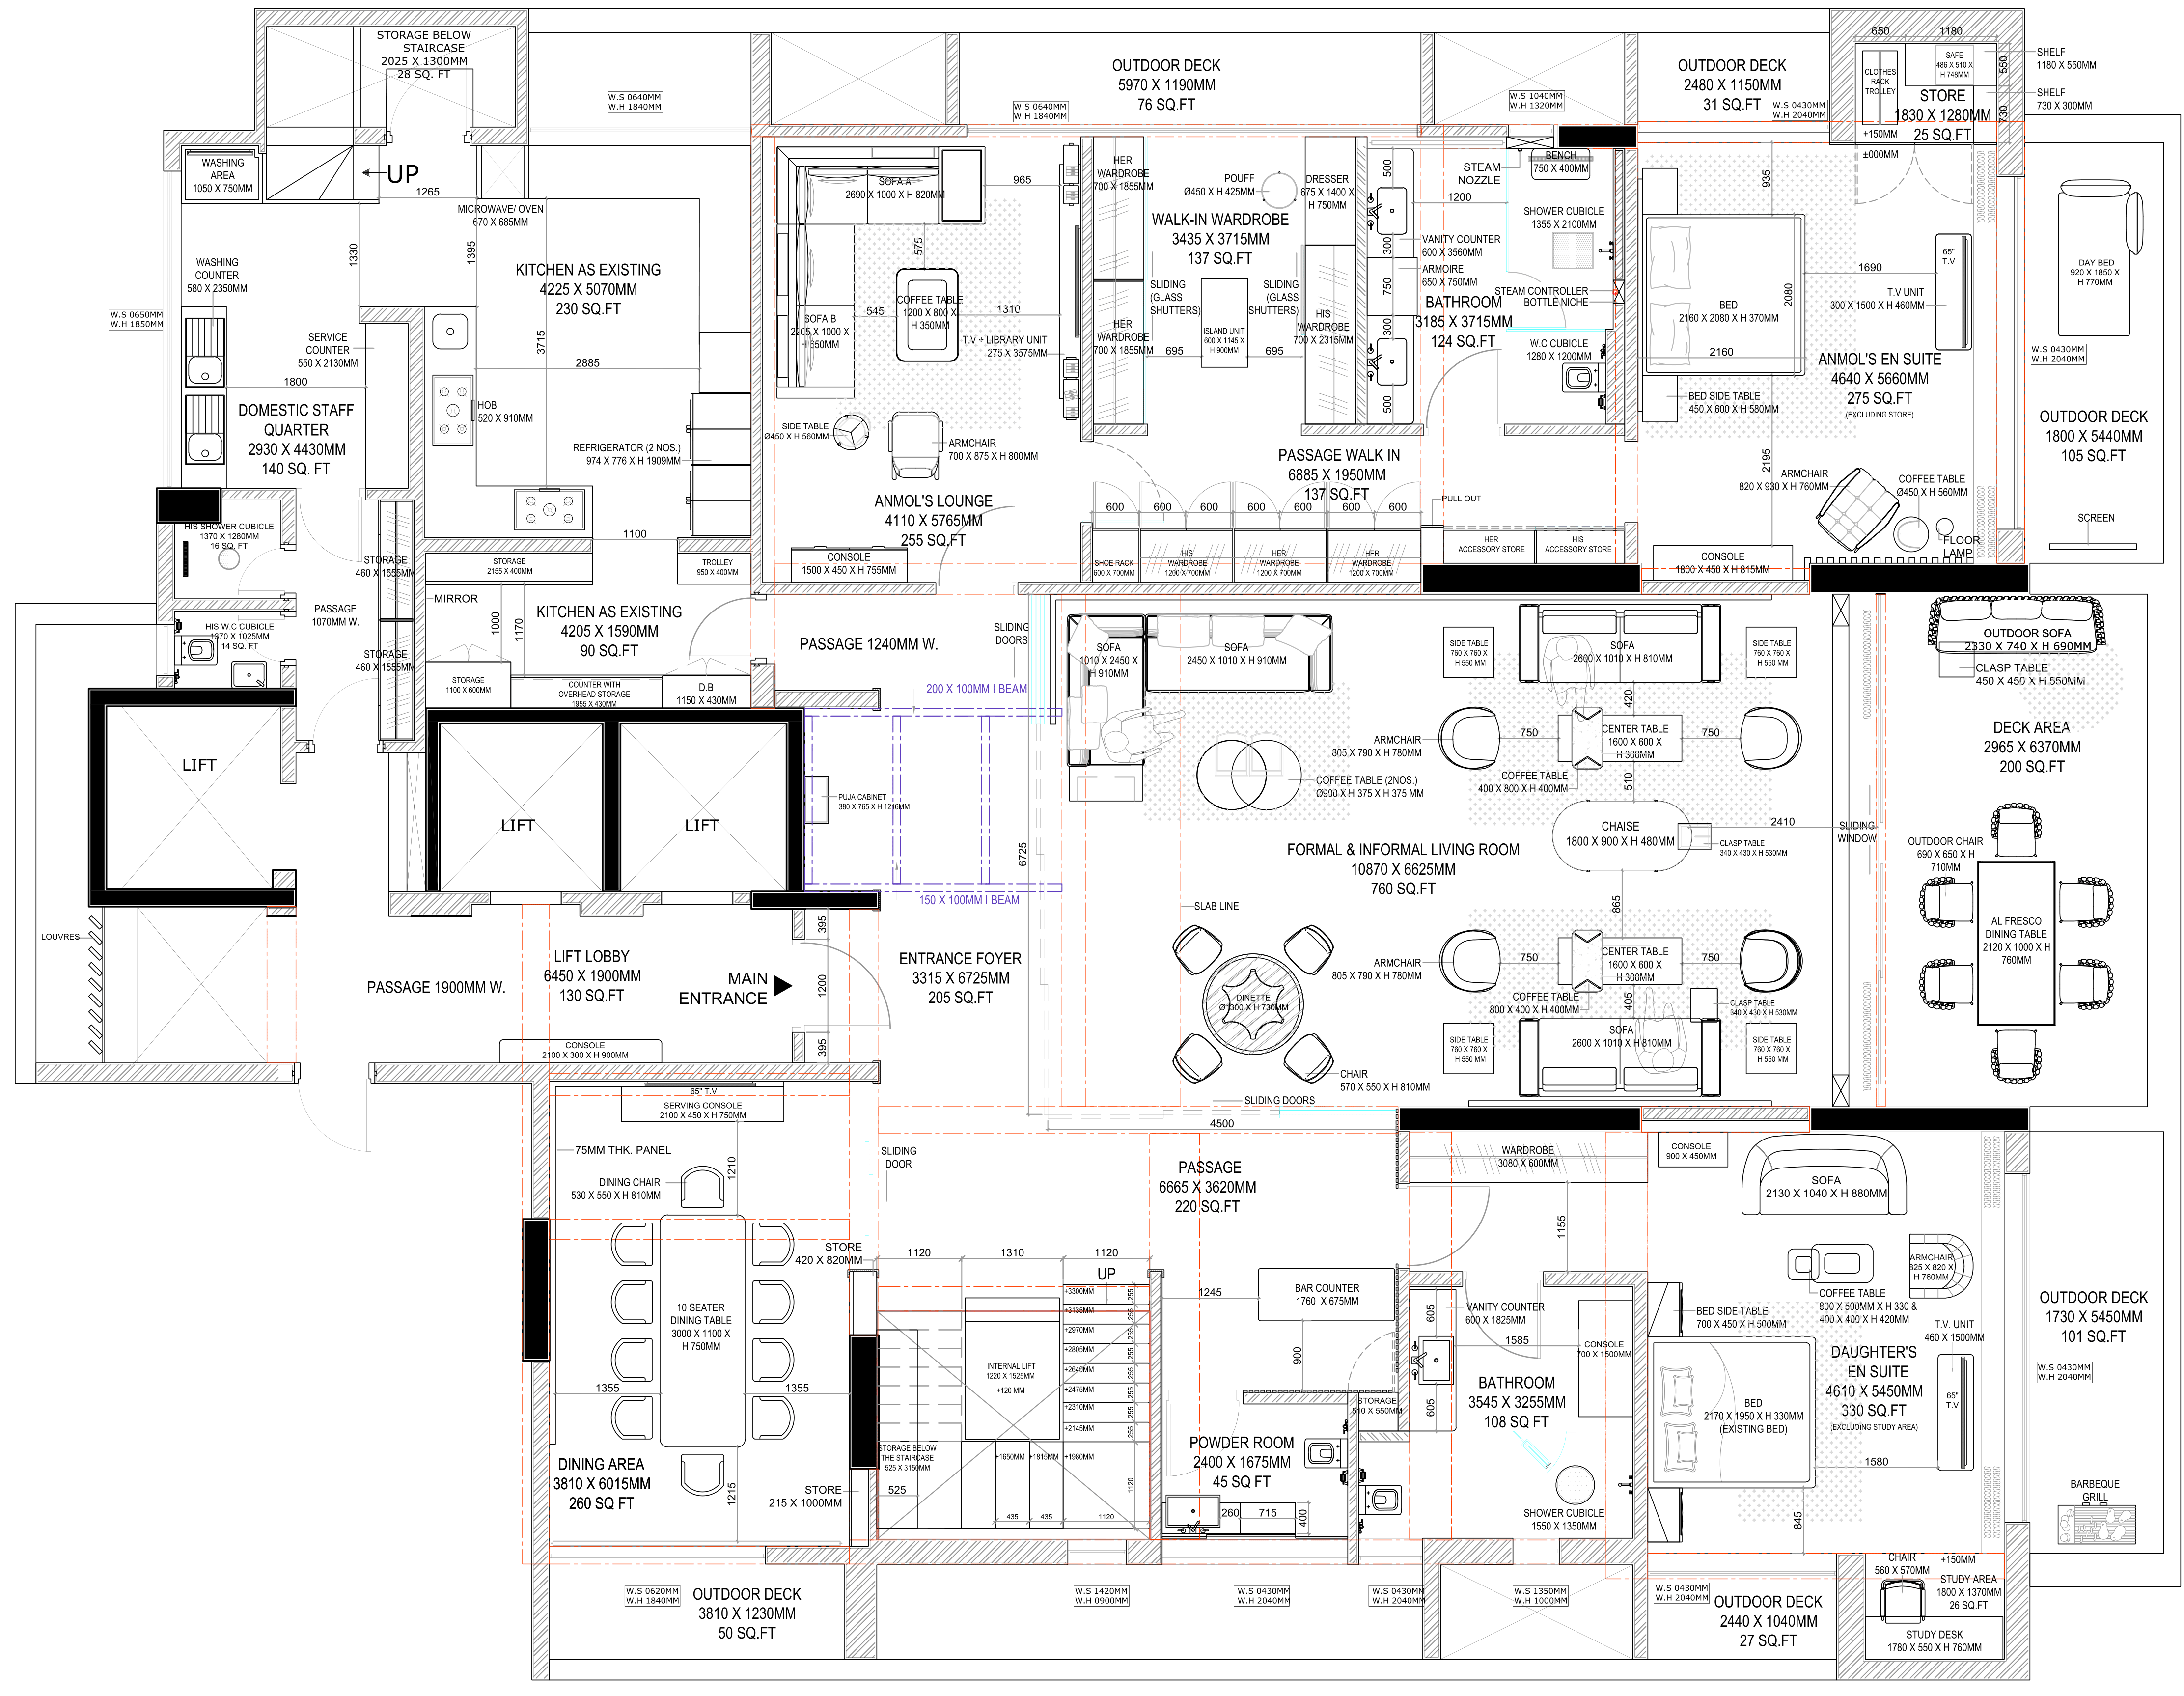 STORAGE BELOW
STAIRCASE
2025 X 1300MM
28 SQ. FT
W.S 0640MM
W.H 1840MM
OUTDOOR DECK
5970 X 1190MM
76 SQ.FT
W.S 0640MM
W.H 1840MM
W.S 1040MM
W.H 1320MM
OUTDOOR DECK
2480 X 1150MM
31 SQ.FT
W.S 0430MM
W.H 2040MM
650
1180
CLOTHES
RACK
TROLLEY
SAFE
486 X 510 X
H 748MM
550
SHELF
1180 X 550MM
SHELF
730 X 300MM
STORE
1830 X 1280MM
25 SQ.FT
730
+150MM
±000MM
WASHING
AREA
1050 X 750MM
UP
1265
MICROWAVE/ OVEN
670 X 685MM
1330
1395
WASHING
COUNTER
580 X 2350MM
W.S 0650MM
W.H 1850MM
SERVICE
COUNTER
550 X 2130MM
1800
DOMESTIC STAFF
QUARTER
2930 X 4430MM
140 SQ. FT
KITCHEN AS EXISTING
4225 X 5070MM
230 SQ.FT
3715
2885
HOB
520 X 910MM
REFRIGERATOR (2 NOS.)
974 X 776 X H 1909MM
1100
SOFA A
2690 X 1000 X H 820MM
965
575
COFFEE TABLE
1200 X 800 X
H 350MM
545
1310
SOFA B
2205 X 1000 X
H 650MM
T.V + LIBRARY UNIT
275 X 3575MM
SIDE TABLE
Ø450 X H 560MM
ARMCHAIR
700 X 875 X H 800MM
ANMOL'S LOUNGE
4110 X 5765MM
255 SQ.FT
CONSOLE
1500 X 450 X H 755MM
HER
WARDROBE
700 X 1855MM
HER
WARDROBE
700 X 1855MM
POUFF
Ø450 X H 425MM
DRESSER
675 X 1400 X
H 750MM
WALK-IN WARDROBE
3435 X 3715MM
137 SQ.FT
SLIDING
(GLASS
SHUTTERS)
SLIDING
(GLASS
SHUTTERS)
ISLAND UNIT
600 X 1145 X
H 900MM
695
695
HIS
WARDROBE
700 X 2315MM
500
300
750
300
500
STEAM
NOZZLE
BENCH
750 X 400MM
1200
SHOWER CUBICLE
1355 X 2100MM
VANITY COUNTER
600 X 3560MM
ARMOIRE
650 X 750MM
STEAM CONTROLLER
BOTTLE NICHE
BATHROOM
3185 X 3715MM
124 SQ.FT
W.C CUBICLE
1280 X 1200MM
PASSAGE WALK IN
6885 X 1950MM
137 SQ.FT
600
600
600
600
600
600
600
PULL OUT
SHOE RACK
600 X 700MM
HIS
WARDROBE
1200 X 700MM
HER
WARDROBE
1200 X 700MM
HER
WARDROBE
1200 X 700MM
HER
ACCESSORY STORE
HIS
ACCESSORY STORE
935
BED
2160 X 2080 X H 370MM
2080
1690
65"
T.V
T.V UNIT
300 X 1500 X H 460MM
2160
ANMOL'S EN SUITE
4640 X 5660MM
275 SQ.FT
(EXCLUDING STORE)
BED SIDE TABLE
450 X 600 X H 580MM
2195
ARMCHAIR
820 X 930 X H 760MM
COFFEE TABLE
Ø450 X H 560MM
FLOOR
LAMP
CONSOLE
1800 X 450 X H 815MM
DAY BED
920 X 1850 X
H 770MM
W.S 0430MM
W.H 2040MM
OUTDOOR DECK
1800 X 5440MM
105 SQ.FT
SCREEN
HIS SHOWER CUBICLE
1370 X 1280MM
16 SQ. FT
STORAGE
460 X 1555MM
PASSAGE
1070MM W.
HIS W.C CUBICLE
1370 X 1025MM
14 SQ. FT
STORAGE
460 X 1555MM
STORAGE
2155 X 400MM
TROLLEY
950 X 400MM
MIRROR
1000
1170
KITCHEN AS EXISTING
4205 X 1590MM
90 SQ.FT
STORAGE
1100 X 600MM
COUNTER WITH
OVERHEAD STORAGE
1955 X 430MM
D.B
1150 X 430MM
PASSAGE 1240MM W.
SLIDING
DOORS
200 X 100MM I BEAM
150 X 100MM I BEAM
PUJA CABINET
380 X 765 X H 1216MM
LIFT
LIFT
LIFT
LOUVRES
PASSAGE 1900MM W.
LIFT LOBBY
6450 X 1900MM
130 SQ.FT
MAIN
ENTRANCE
395
1200
395
CONSOLE
2100 X 300 X H 900MM
ENTRANCE FOYER
3315 X 6725MM
205 SQ.FT
6725
SOFA
1010 X 2450 X
H 910MM
SOFA
2450 X 1010 X H 910MM
COFFEE TABLE (2NOS.)
Ø900 X H 375 X H 375 MM
SLAB LINE
DINETTE
Ø1300 X H 730MM
CHAIR
570 X 550 X H 810MM
SLIDING DOORS
4500
FORMAL & INFORMAL LIVING ROOM
10870 X 6625MM
760 SQ.FT
SIDE TABLE
760 X 760 X
H 550 MM
SOFA
2600 X 1010 X H 810MM
SIDE TABLE
760 X 760 X
H 550 MM
420
ARMCHAIR
805 X 790 X H 780MM
750
CENTER TABLE
1600 X 600 X
H 300MM
750
COFFEE TABLE
400 X 800 X H 400MM
510
CHAISE
1800 X 900 X H 480MM
2410
CLASP TABLE
340 X 430 X H 530MM
SLIDING
WINDOW
865
ARMCHAIR
805 X 790 X H 780MM
750
CENTER TABLE
1600 X 600 X
H 300MM
750
COFFEE TABLE
800 X 400 X H 400MM
405
CLASP TABLE
340 X 430 X H 530MM
SIDE TABLE
760 X 760 X
H 550 MM
SOFA
2600 X 1010 X H 810MM
SIDE TABLE
760 X 760 X
H 550 MM
OUTDOOR SOFA
2330 X 740 X H 690MM
CLASP TABLE
450 X 450 X H 550MM
DECK AREA
2965 X 6370MM
200 SQ.FT
OUTDOOR CHAIR
690 X 650 X H
710MM
AL FRESCO
DINING TABLE
2120 X 1000 X H
760MM
65" T.V
SERVING CONSOLE
2100 X 450 X H 750MM
75MM THK. PANEL
1210
DINING CHAIR
530 X 550 X H 810MM
10 SEATER
DINING TABLE
3000 X 1100 X
H 750MM
1355
1355
DINING AREA
3810 X 6015MM
260 SQ FT
1215
SLIDING
DOOR
STORE
420 X 820MM
STORE
215 X 1000MM
PASSAGE
6665 X 3620MM
220 SQ.FT
1120
1310
1120
UP
+3300MM
+3135MM
+2970MM
+2805MM
+2640MM
+2475MM
+2310MM
+2145MM
255
255
255
255
255
255
255
255
INTERNAL LIFT
1220 X 1525MM
+120 MM
STORAGE BELOW
THE STAIRCASE
525 X 3150MM
+1650MM
+1815MM
+1980MM
1120
525
435
435
1120
1245
BAR COUNTER
1760 X 675MM
900
POWDER ROOM
2400 X 1675MM
45 SQ FT
260
715
400
STORAGE
510 X 550MM
WARDROBE
3080 X 600MM
1155
605
VANITY COUNTER
600 X 1825MM
1585
CONSOLE
700 X 1500MM
605
BATHROOM
3545 X 3255MM
108 SQ FT
SHOWER CUBICLE
1550 X 1350MM
CONSOLE
900 X 450MM
SOFA
2130 X 1040 X H 880MM
ARMCHAIR
825 X 820 X
H 760MM
COFFEE TABLE
800 X 500MM X H 330 &
400 X 400 X H 420MM
BED SIDE TABLE
700 X 450 X H 500MM
T.V. UNIT
460 X 1500MM
65"
T.V
DAUGHTER'S
EN SUITE
4610 X 5450MM
330 SQ.FT
(EXCLUDING STUDY AREA)
BED
2170 X 1950 X H 330MM
(EXISTING BED)
1580
845
OUTDOOR DECK
1730 X 5450MM
101 SQ.FT
W.S 0430MM
W.H 2040MM
BARBEQUE
GRILL
CHAIR
560 X 570MM
+150MM
STUDY AREA
1800 X 1370MM
26 SQ.FT
STUDY DESK
1780 X 550 X H 760MM
W.S 0620MM
W.H 1840MM
OUTDOOR DECK
3810 X 1230MM
50 SQ.FT
W.S 1420MM
W.H 0900MM
W.S 0430MM
W.H 2040MM
W.S 0430MM
W.H 2040MM
W.S 1350MM
W.H 1000MM
W.S 0430MM
W.H 2040MM
OUTDOOR DECK
2440 X 1040MM
27 SQ.FT